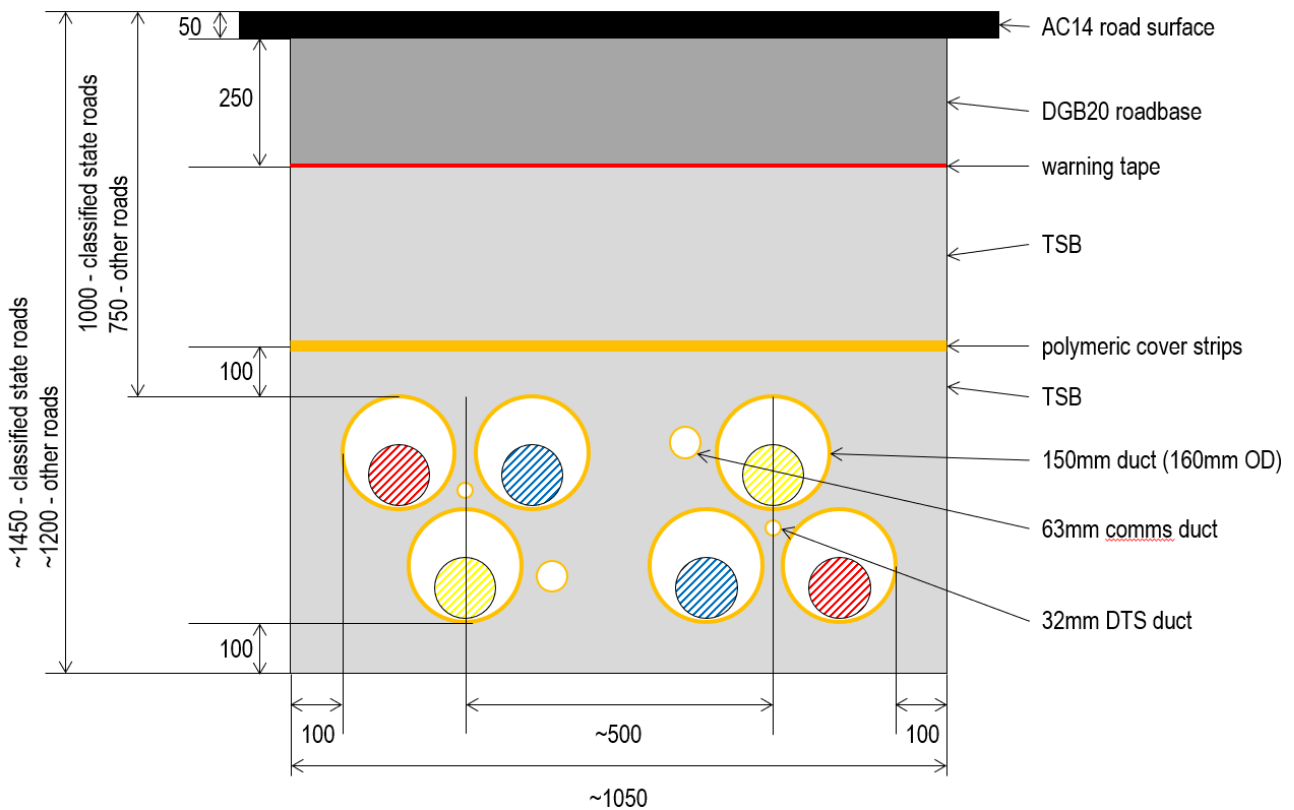 50
AC14 road surface
250
DGB20 roadbase
warning tape
TSB
~1450 - classified state roads
~1200 - other roads
1000 - classified state roads
750 - other roads
polymeric cover strips
100
TSB
150mm duct (160mm OD)
63mm comms duct
32mm DTS duct
100
100
~500
100
~1050